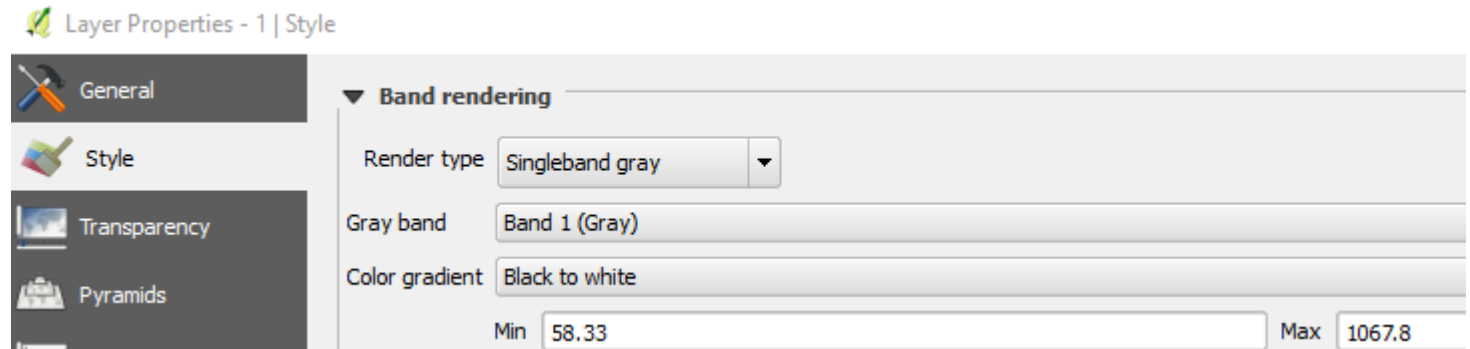 Layer Properties - 1 | Style
General
Band rendering
Style
Render type Singleband gray
Transparency
Gray band Band 1 (Gray)
Color gradient Black to white
Pyramids
Min 58.33 Max 1067.8